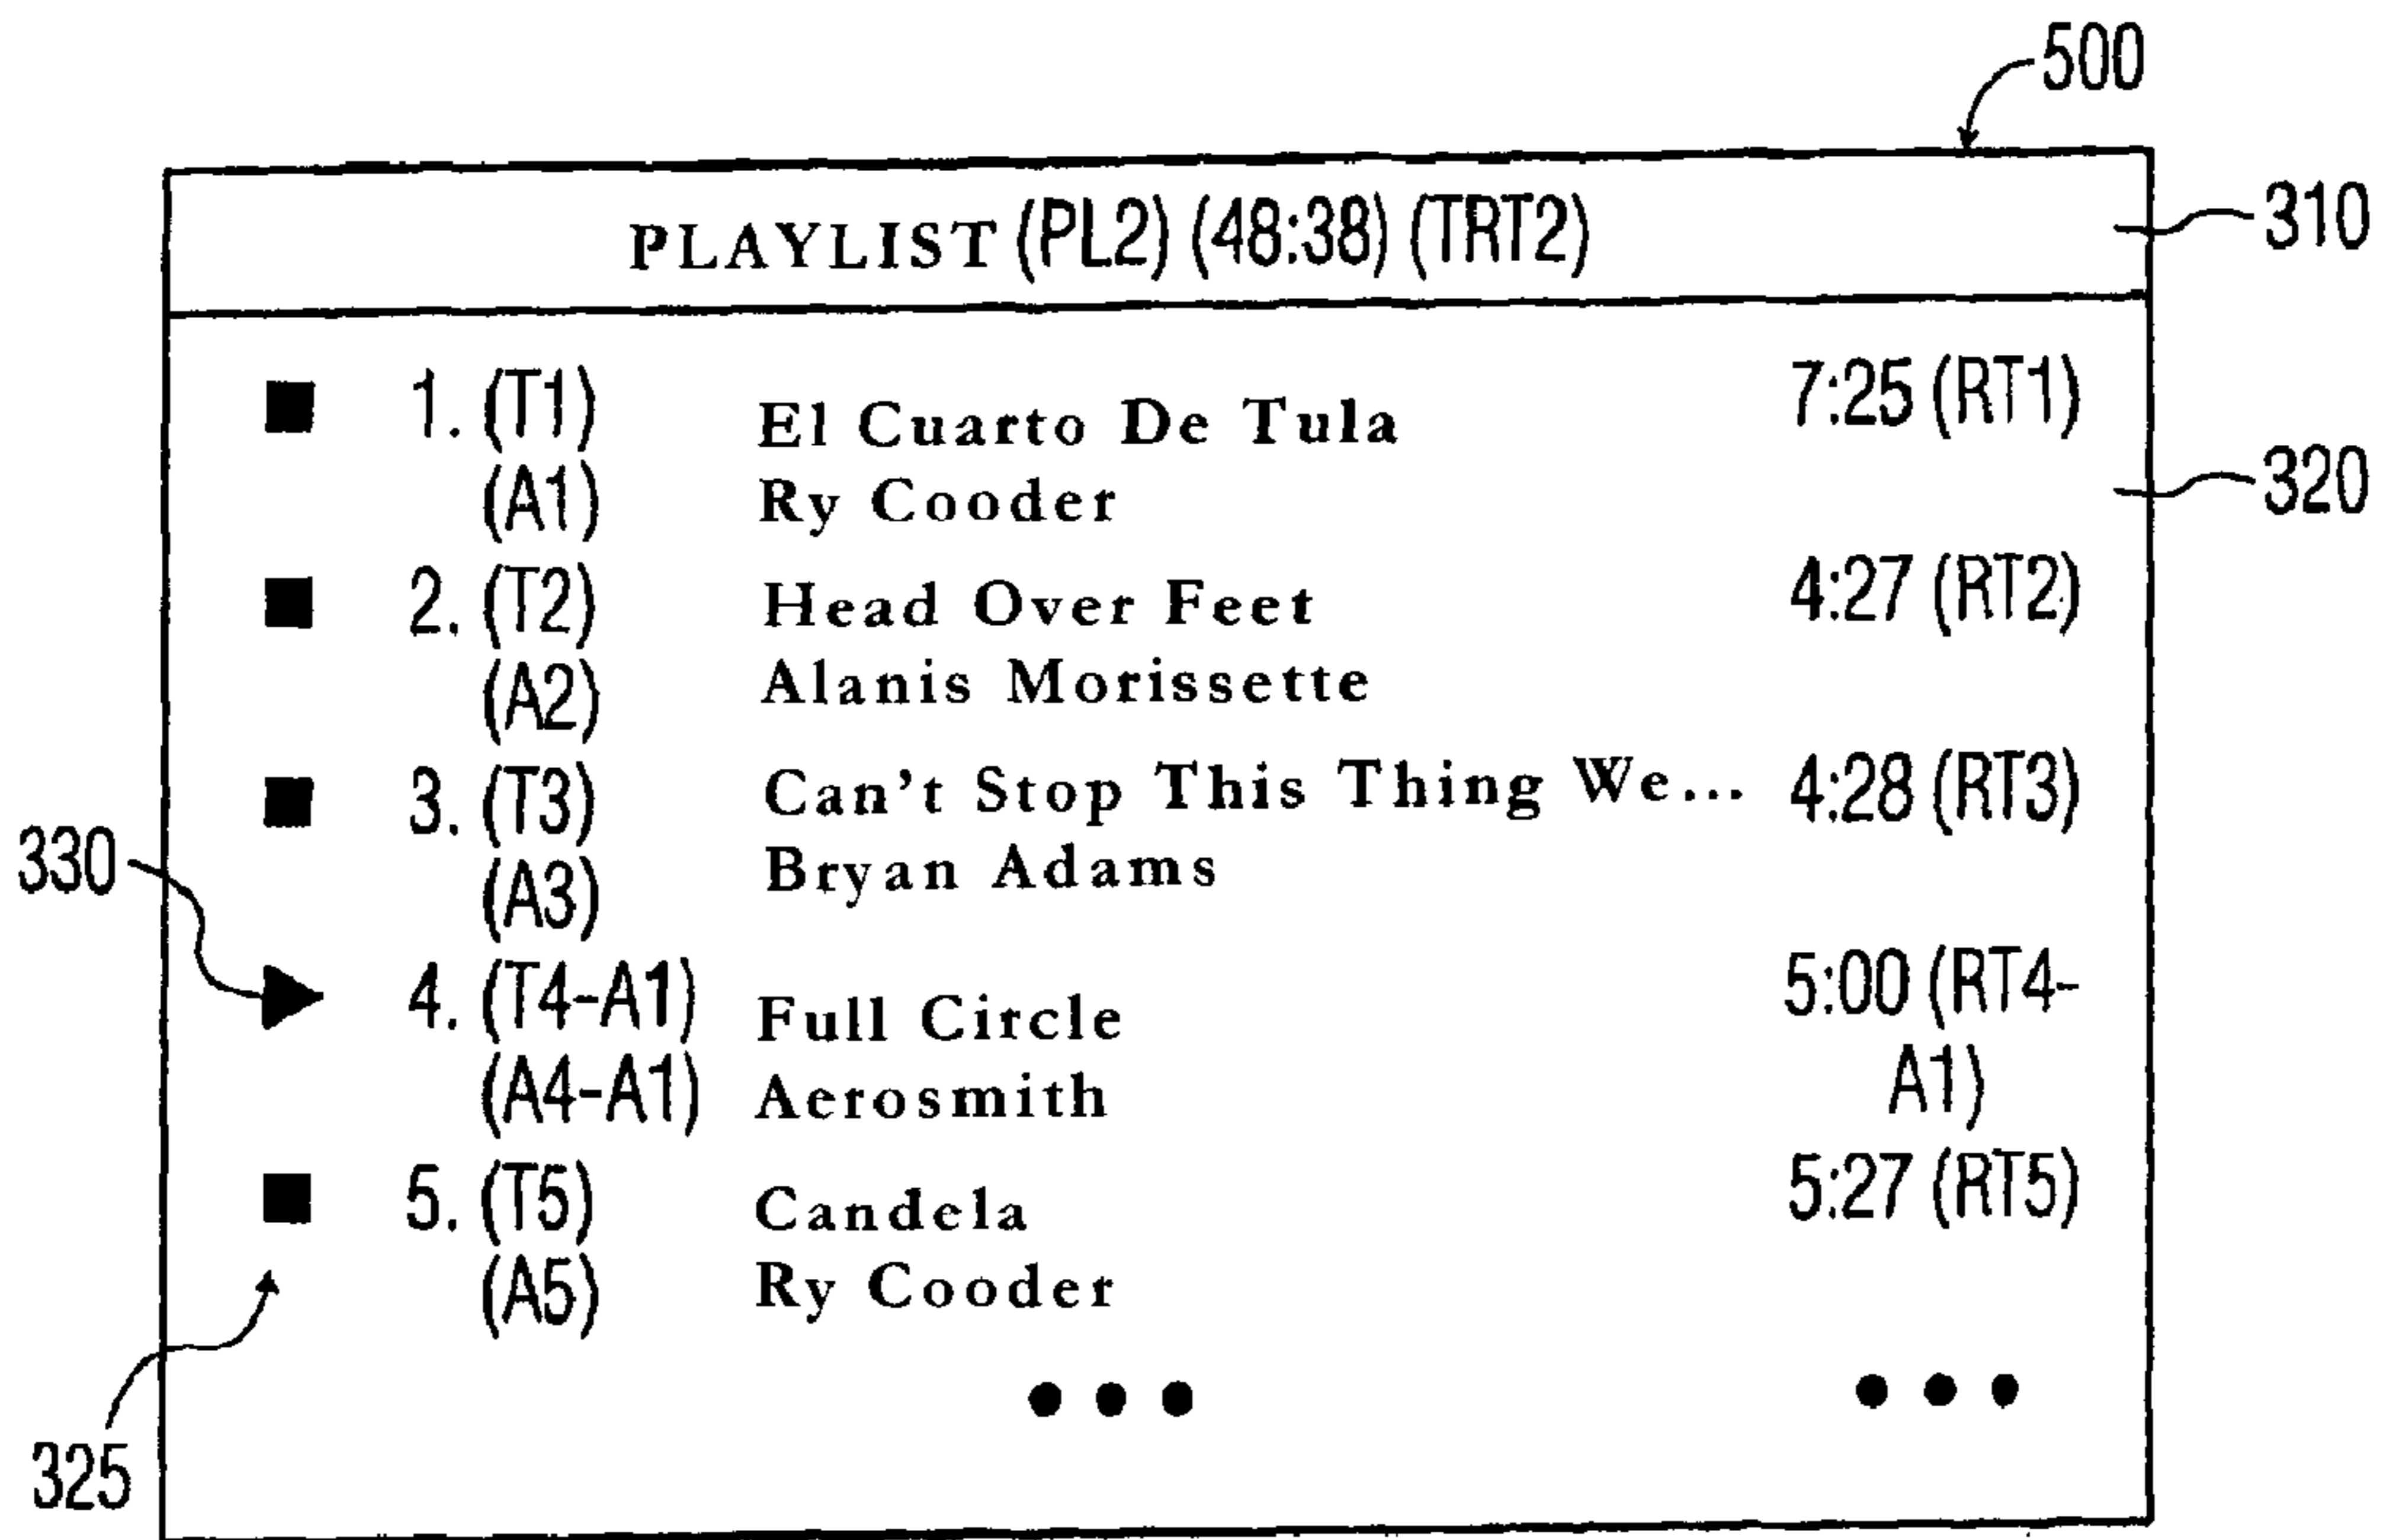 500
PLAYLIST (PL2) (48:38) (TRT2)
310
1. (T1) El Cuarto De Tula 7:25 (RT1)
(A1) Ry Cooder
320
2. (T2) Head Over Feet 4:27 (RT2)
(A2) Alanis Morissette
3. (T3) Can't Stop This Thing We... 4:28 (RT3)
(A3) Bryan Adams
330
4. (T4-A1) Full Circle 5:00 (RT4-
(A4-A1) Aerosmith A1)
5. (T5) Candela 5:27 (RT5)
(A5) Ry Cooder
••• •••
325